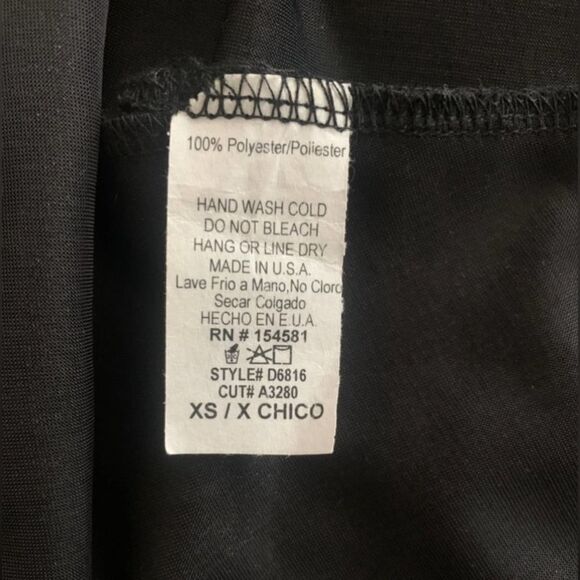 100% Polyester/Poliester
HAND WASH COLD
DO NOT BLEACH
HANG OR LINE DRY
MADE IN U.S.A.
Lave Frio a Mano,No Cloro
Secar Colgado
HECHO EN E.U.A.
RN # 154581
STYLE# D6816
CUT# A3280
XS / X CHICO